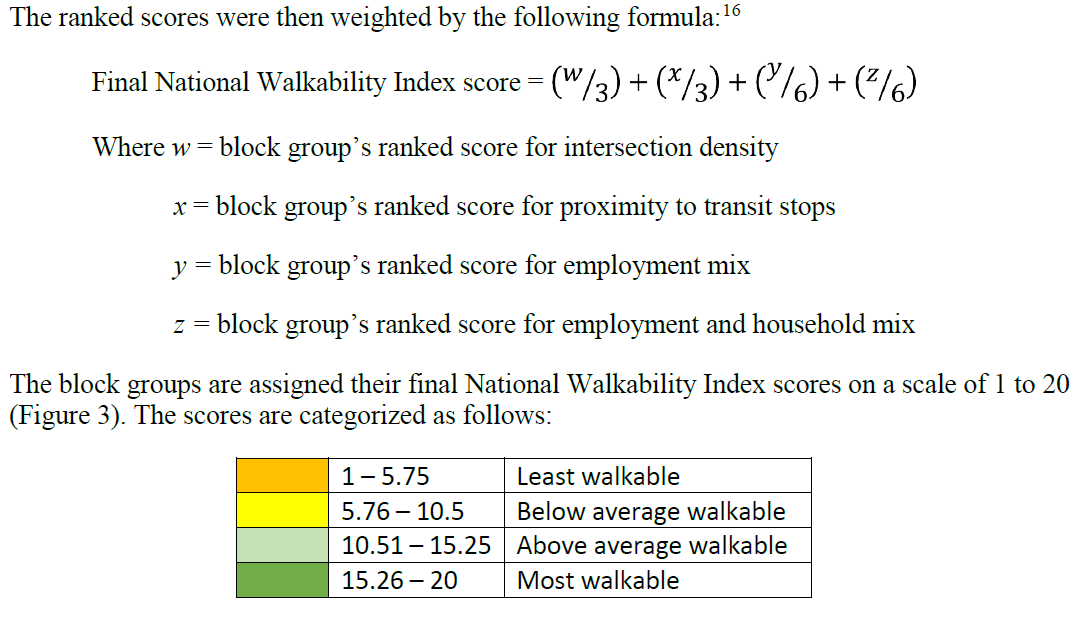 The ranked scores were then weighted by the following formula:16
Final National Walkability Index score = (w/3) + (x/3) + (y/6) + (z/6)
Where w = block group’s ranked score for intersection density
x = block group’s ranked score for proximity to transit stops
y = block group’s ranked score for employment mix
z = block group’s ranked score for employment and household mix
The block groups are assigned their final National Walkability Index scores on a scale of 1 to 20
(Figure 3). The scores are categorized as follows:
1 – 5.75 Least walkable
5.76 – 10.5 Below average walkable
10.51 – 15.25 Above average walkable
15.26 – 20 Most walkable